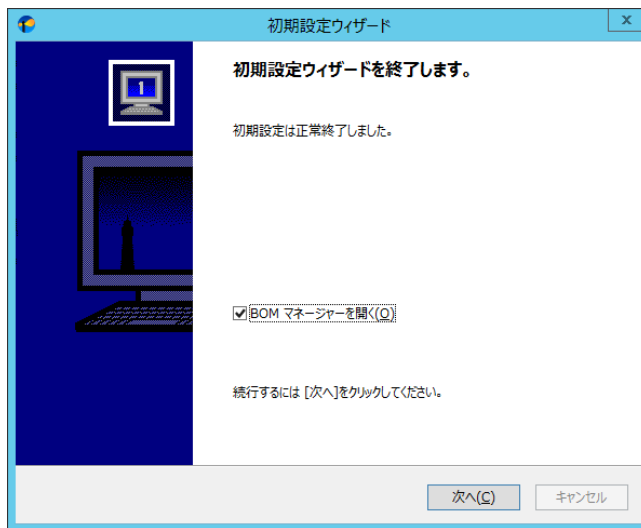 初期設定ウィザード
x
1
初期設定ウィザードを終了します。
初期設定は正常終了しました。
BOM マネージャーを開く(O)
続行するには [次へ]をクリックしてください。
次へ(C)
キャンセル